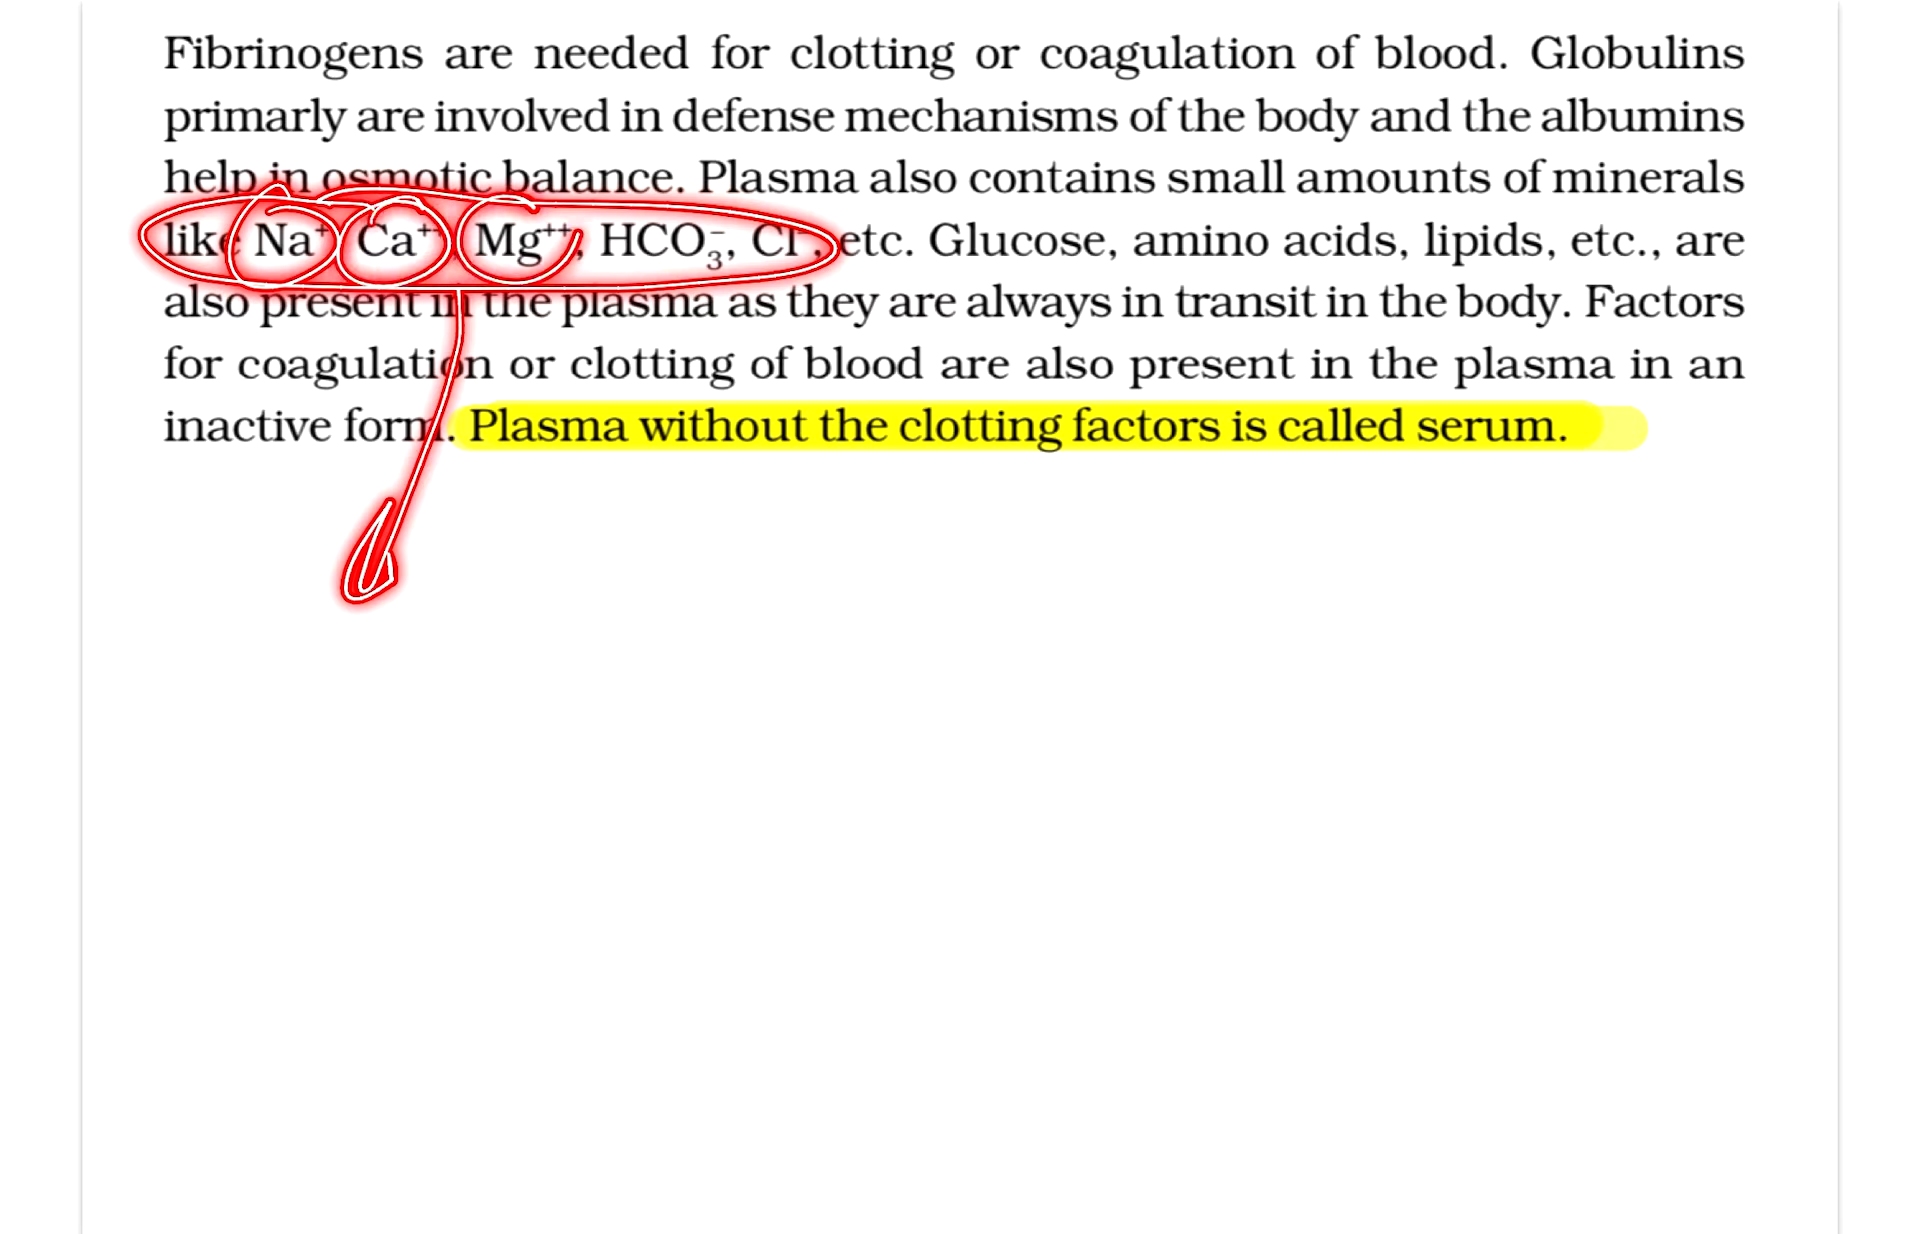 Fibrinogens are needed for clotting or coagulation of blood. Globulins
primarly are involved in defense mechanisms of the body and the albumins
help in osmotic balance. Plasma also contains small amounts of minerals
like Na⁺, Ca⁺⁺, Mg⁺⁺, HCO₃⁻, Cl⁻, etc. Glucose, amino acids, lipids, etc., are
also present in the plasma as they are always in transit in the body. Factors
for coagulation or clotting of blood are also present in the plasma in an
inactive form. Plasma without the clotting factors is called serum.